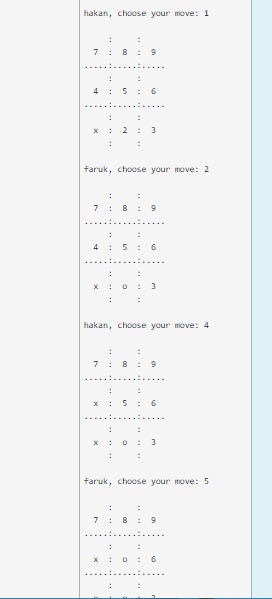 hakan, choose your move: 1
: :
7 : 8 : 9
.....:.....:.....
: :
4 : 5 : 6
.....:.....:.....
: :
x : 2 : 3
: :
faruk, choose your move: 2
: :
7 : 8 : 9
.....:.....:.....
: :
4 : 5 : 6
.....:.....:.....
: :
x : o : 3
: :
hakan, choose your move: 4
: :
7 : 8 : 9
.....:.....:.....
: :
x : 5 : 6
.....:.....:.....
: :
x : o : 3
: :
faruk, choose your move: 5
: :
7 : 8 : 9
.....:.....:.....
: :
x : o : 6
.....:.....:.....
: :